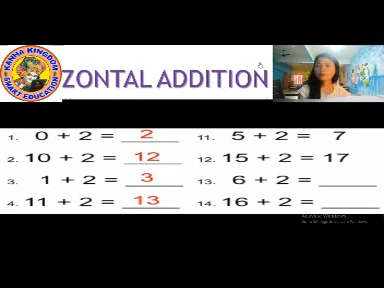 KANHA KINGDOM
SMART EDUCATION
ZONTAL ADDITION
1. 0 + 2 = 2
2. 10 + 2 = 12
3. 1 + 2 = 3
4. 11 + 2 = 13
11. 5 + 2 = 7
12. 15 + 2 = 17
13. 6 + 2 = ____
14. 16 + 2 = ____
Activate Windows